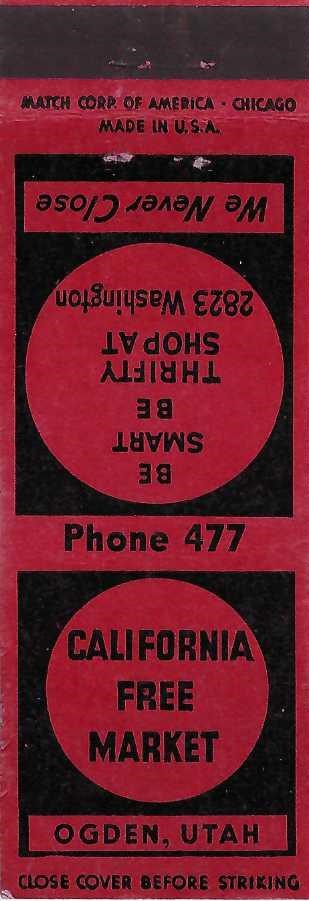 MATCH CORP. OF AMERICA · CHICAGO
MADE IN U.S.A.
BE
SMART
BE
THRIFTY
SHOP AT
2823 Washington
We Never Close
Phone 477
CALIFORNIA
FREE
MARKET
OGDEN, UTAH
CLOSE COVER BEFORE STRIKING